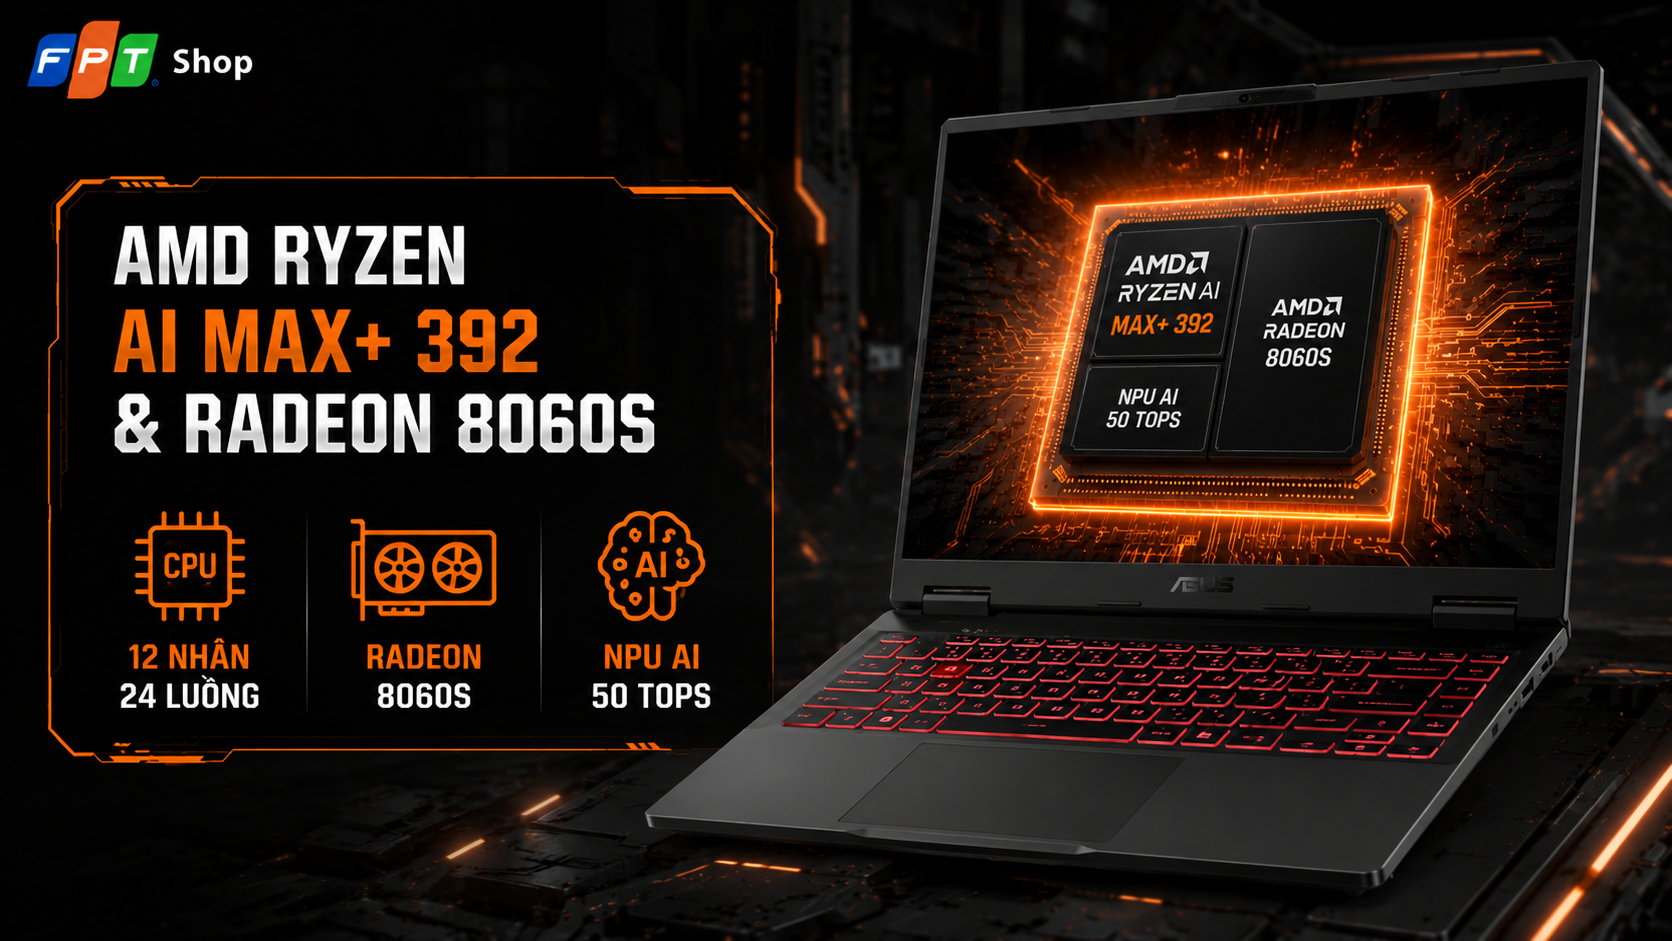 FPT Shop
AMD RYZEN
AI MAX+ 392
& RADEON 8060S
CPU
12 NHÂN
24 LUỒNG
RADEON
8060S
AI
NPU AI
50 TOPS
AMD
RYZEN AI
MAX+ 392
NPU AI
50 TOPS
AMD
RADEON
8060S
ASUS